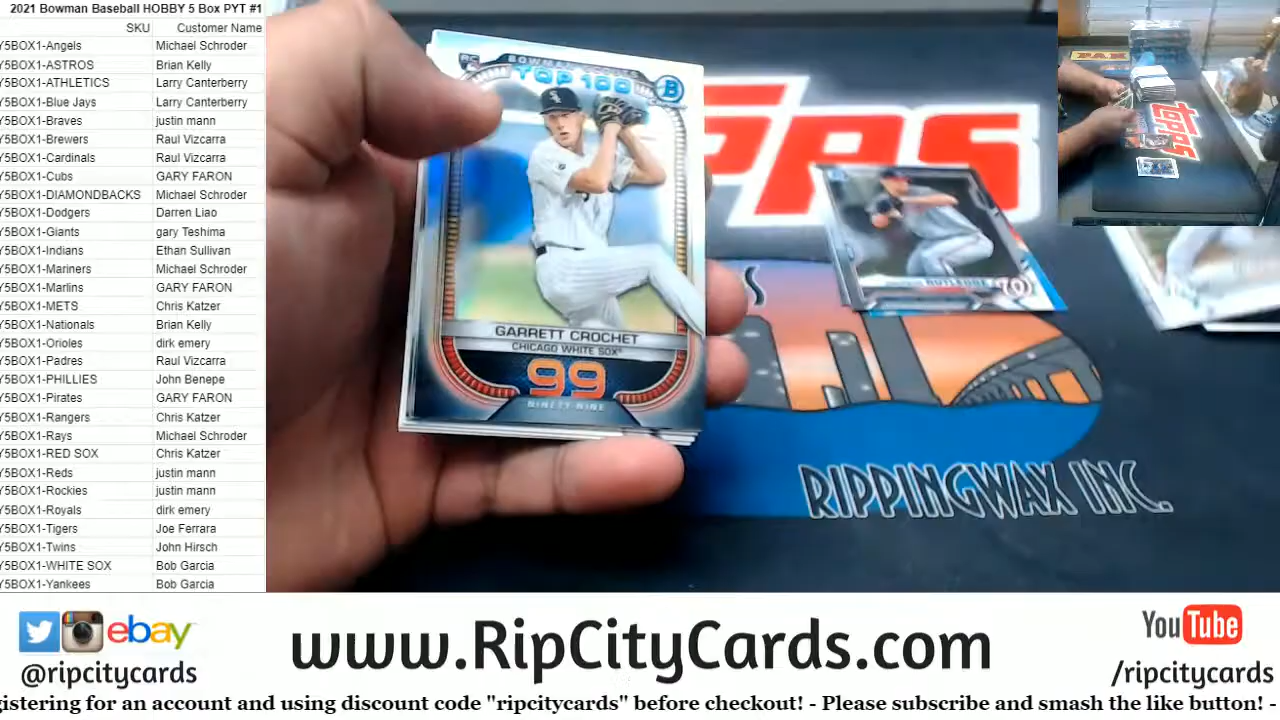 2021 Bowman Baseball HOBBY 5 Box PYT #1
SKU Customer Name
Y5BOX1-Angels Michael Schroder
Y5BOX1-ASTROS Brian Kelly
Y5BOX1-ATHLETICS Larry Canterberry
Y5BOX1-Blue Jays Larry Canterberry
Y5BOX1-Braves justin mann
Y5BOX1-Brewers Raul Vizcarra
Y5BOX1-Cardinals Raul Vizcarra
Y5BOX1-Cubs GARY FARON
Y5BOX1-DIAMONDBACKS Michael Schroder
Y5BOX1-Dodgers Darren Liao
Y5BOX1-Giants gary Teshima
Y5BOX1-Indians Ethan Sullivan
Y5BOX1-Mariners Michael Schroder
Y5BOX1-Marlins GARY FARON
Y5BOX1-METS Chris Katzer
Y5BOX1-Nationals Brian Kelly
Y5BOX1-Orioles dirk emery
Y5BOX1-Padres Raul Vizcarra
Y5BOX1-PHILLIES John Benepe
Y5BOX1-Pirates GARY FARON
Y5BOX1-Rangers Chris Katzer
Y5BOX1-Rays Michael Schroder
Y5BOX1-RED SOX Chris Katzer
Y5BOX1-Reds justin mann
Y5BOX1-Rockies justin mann
Y5BOX1-Royals dirk emery
Y5BOX1-Tigers Joe Ferrara
Y5BOX1-Twins John Hirsch
Y5BOX1-WHITE SOX Bob Garcia
Y5BOX1-Yankees Bob Garcia
RC
TOP 100
B
GARRETT CROCHET
CHICAGO WHITE SOX
99
NINETY-NINE
PPS
RIPPINGWAX INC.
topps
ebay
@ripcitycards
www.RipCityCards.com
YouTube
/ripcitycards
gistering for an account and using discount code "ripcitycards" before checkout! - Please subscribe and smash the like button! -